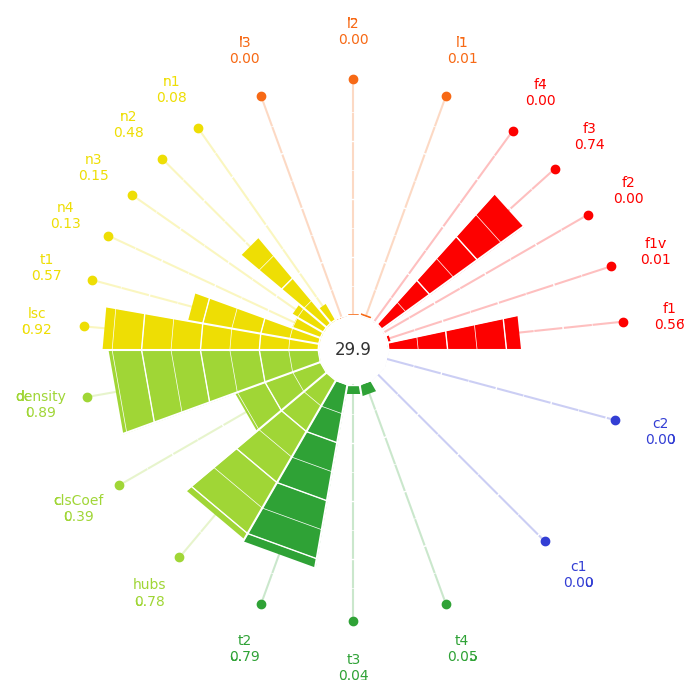 l2
0.00
l3
0.00
l1
0.01
n1
0.08
f4
0.00
n2
0.48
f3
0.74
n3
0.15
f2
0.00
n4
0.13
f1v
0.01
t1
0.57
f1
0.56
lsc
0.92
29.9
density
0.89
c2
0.00
clsCoef
0.39
c1
0.00
hubs
0.78
t2
0.79
t3
0.04
t4
0.05